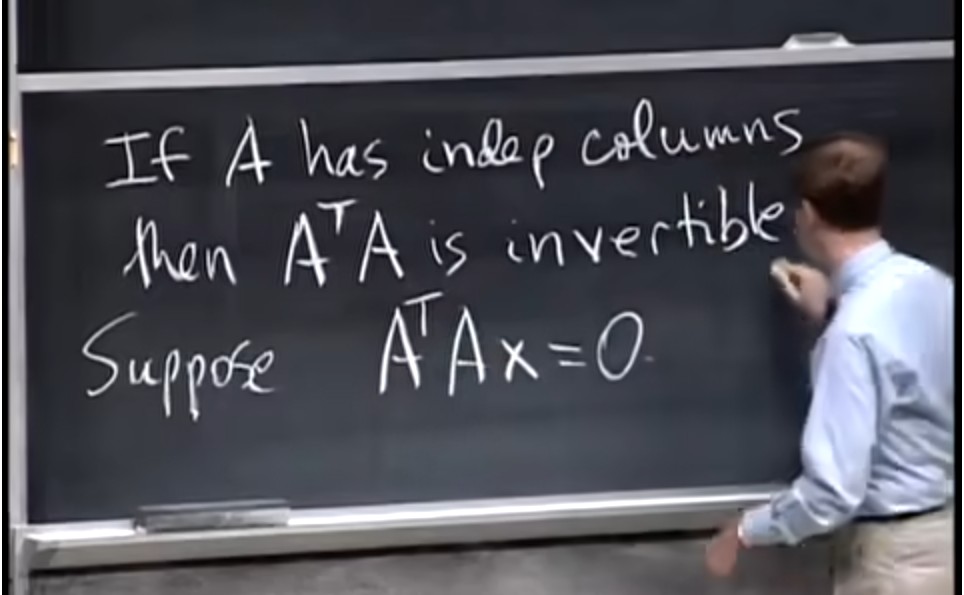 If A has indep columns
then AᵀA is invertible
Suppose AᵀAx=0.